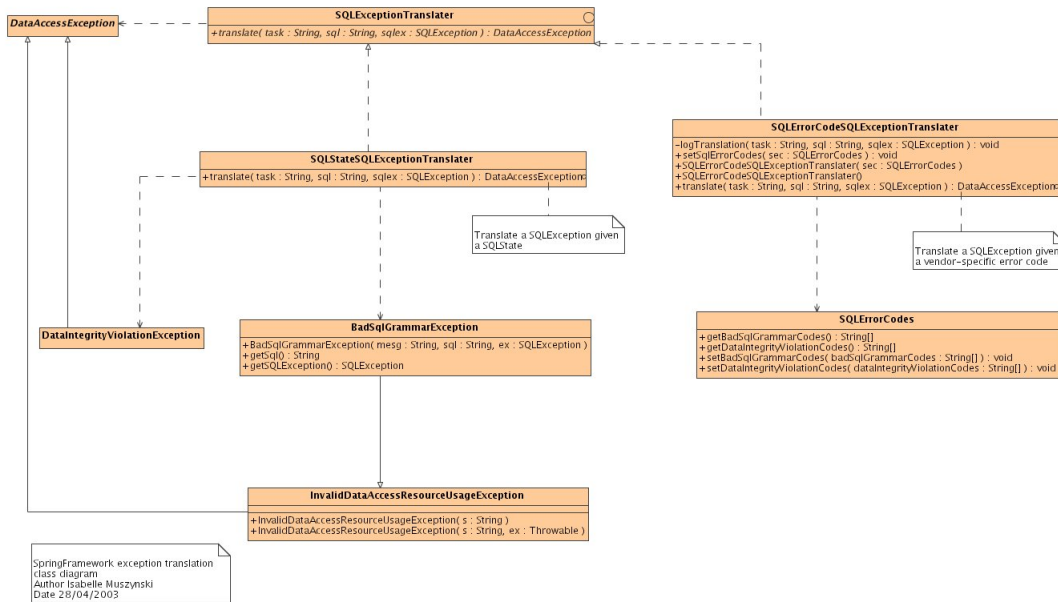 DataAccessException
SQLExceptionTranslater
+translate( task : String, sql : String, sqlex : SQLException ) : DataAccessException
SQLStateSQLExceptionTranslater
+translate( task : String, sql : String, sqlex : SQLException ) : DataAccessException
Translate a SQLException given
a SQLState
SQLErrorCodeSQLExceptionTranslater
-logTranslation( task : String, sql : String, sqlex : SQLException ) : void
+setSqlErrorCodes( sec : SQLErrorCodes ) : void
+SQLErrorCodeSQLExceptionTranslater( sec : SQLErrorCodes )
+SQLErrorCodeSQLExceptionTranslater()
+translate( task : String, sql : String, sqlex : SQLException ) : DataAccessException
Translate a SQLException given
a vendor-specific error code
DataIntegrityViolationException
BadSqlGrammarException
+BadSqlGrammarException( mesg : String, sql : String, ex : SQLException )
+getSql() : String
+getSQLException() : SQLException
SQLErrorCodes
+getBadSqlGrammarCodes() : String[]
+getDataIntegrityViolationCodes() : String[]
+setBadSqlGrammarCodes( badSqlGrammarCodes : String[] ) : void
+setDataIntegrityViolationCodes( dataIntegrityViolationCodes : String[] ) : void
InvalidDataAccessResourceUsageException
+InvalidDataAccessResourceUsageException( s : String )
+InvalidDataAccessResourceUsageException( s : String, ex : Throwable )
SpringFramework exception translation
class diagram
Author Isabelle Muszynski
Date 28/04/2003